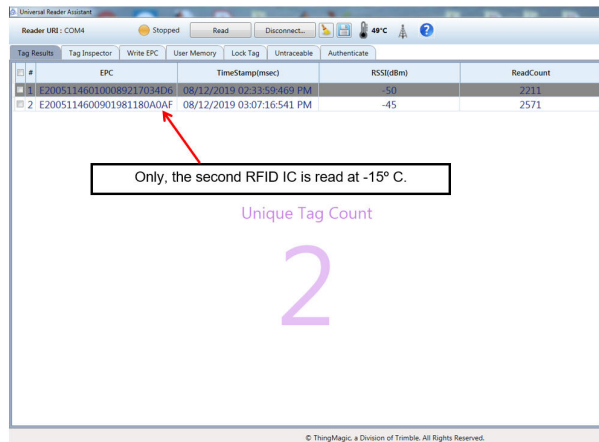 Universal Reader Assistant
Reader URI : COM4 Stopped Read Disconnect... 49°C ?
Tag Results Tag Inspector Write EPC User Memory Lock Tag Untraceable Authenticate
# EPC TimeStamp(msec) RSSI(dBm) ReadCount
1 E200511460100089217034D6 08/12/2019 02:33:59:469 PM -50 2211
2 E2005114600901981180A0AF 08/12/2019 03:07:16:541 PM -45 2571
Only, the second RFID IC is read at -15º C.
Unique Tag Count
2
© ThingMagic, a Division of Trimble. All Rights Reserved.